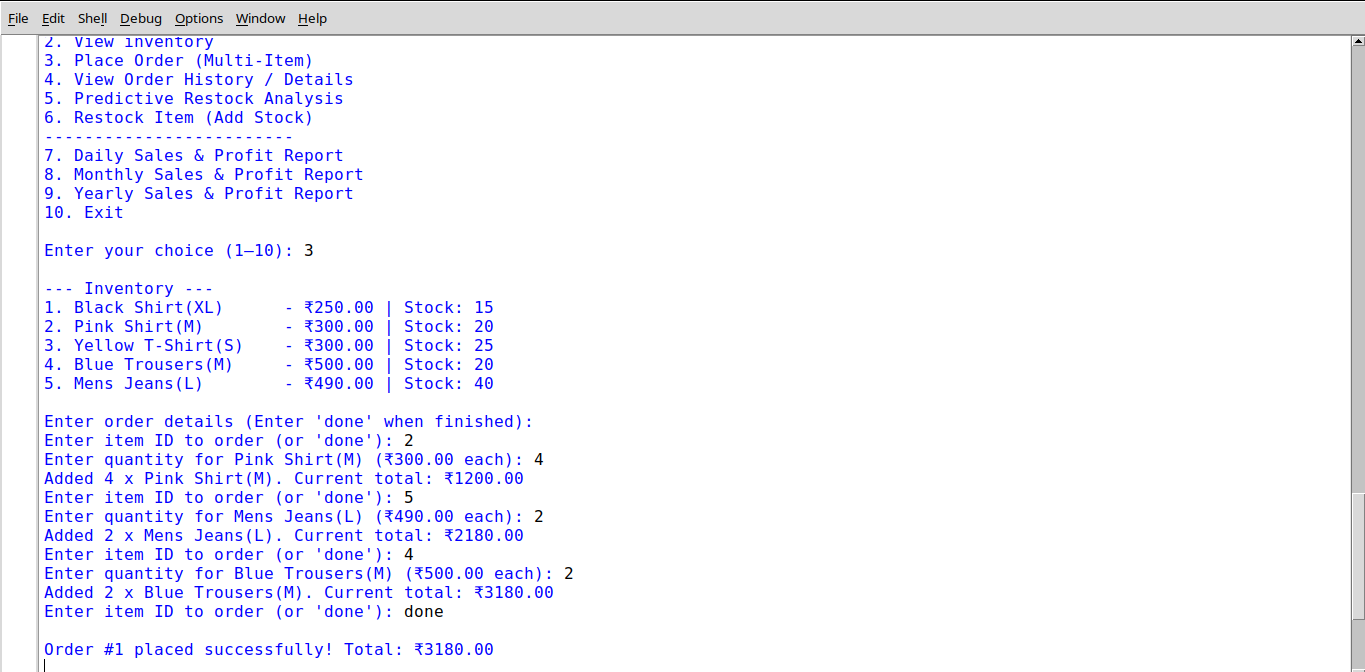 File Edit Shell Debug Options Window Help
2. View inventory
3. Place Order (Multi-Item)
4. View Order History / Details
5. Predictive Restock Analysis
6. Restock Item (Add Stock)
-------------------------
7. Daily Sales & Profit Report
8. Monthly Sales & Profit Report
9. Yearly Sales & Profit Report
10. Exit
Enter your choice (1–10): 3
--- Inventory ---
1. Black Shirt(XL)      - ₹250.00 | Stock: 15
2. Pink Shirt(M)        - ₹300.00 | Stock: 20
3. Yellow T-Shirt(S)    - ₹300.00 | Stock: 25
4. Blue Trousers(M)     - ₹500.00 | Stock: 20
5. Mens Jeans(L)        - ₹490.00 | Stock: 40
Enter order details (Enter 'done' when finished):
Enter item ID to order (or 'done'): 2
Enter quantity for Pink Shirt(M) (₹300.00 each): 4
Added 4 x Pink Shirt(M). Current total: ₹1200.00
Enter item ID to order (or 'done'): 5
Enter quantity for Mens Jeans(L) (₹490.00 each): 2
Added 2 x Mens Jeans(L). Current total: ₹2180.00
Enter item ID to order (or 'done'): 4
Enter quantity for Blue Trousers(M) (₹500.00 each): 2
Added 2 x Blue Trousers(M). Current total: ₹3180.00
Enter item ID to order (or 'done'): done
Order #1 placed successfully! Total: ₹3180.00